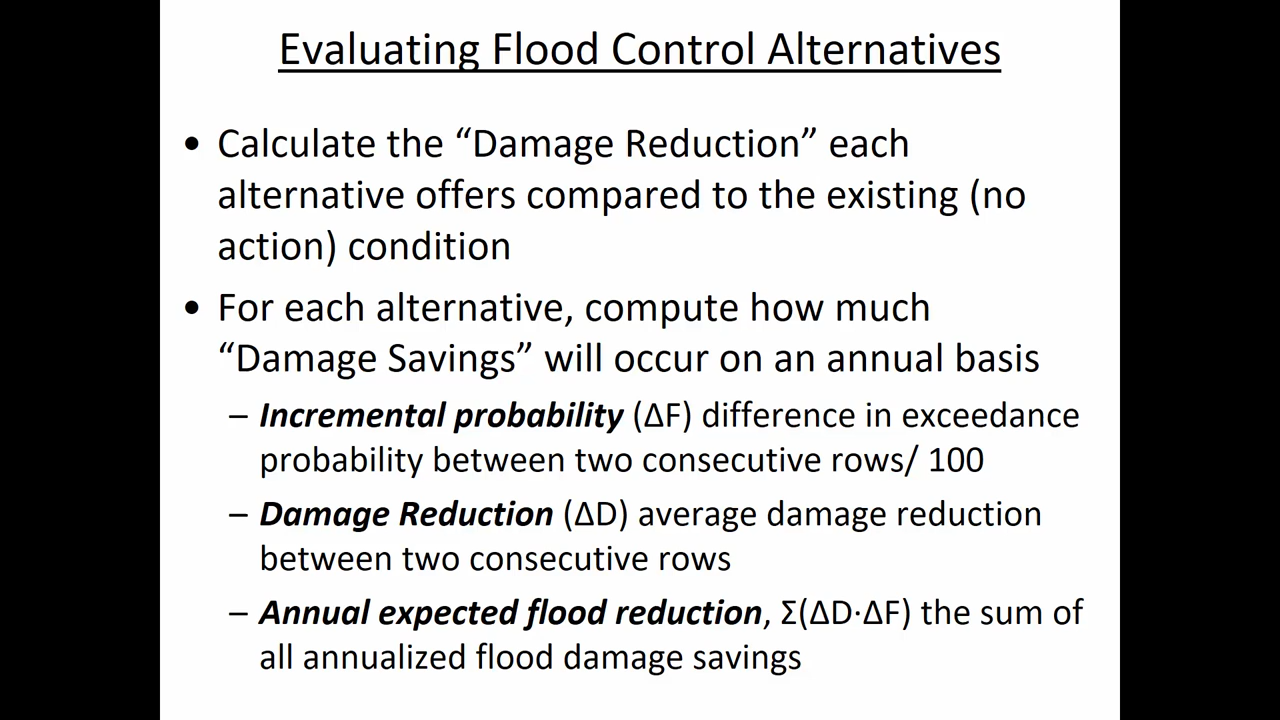 Evaluating Flood Control Alternatives
• Calculate the “Damage Reduction” each
alternative offers compared to the existing (no
action) condition
• For each alternative, compute how much
“Damage Savings” will occur on an annual basis
– Incremental probability (ΔF) difference in exceedance
probability between two consecutive rows/ 100
– Damage Reduction (ΔD) average damage reduction
between two consecutive rows
– Annual expected flood reduction, Σ(ΔD·ΔF) the sum of
all annualized flood damage savings